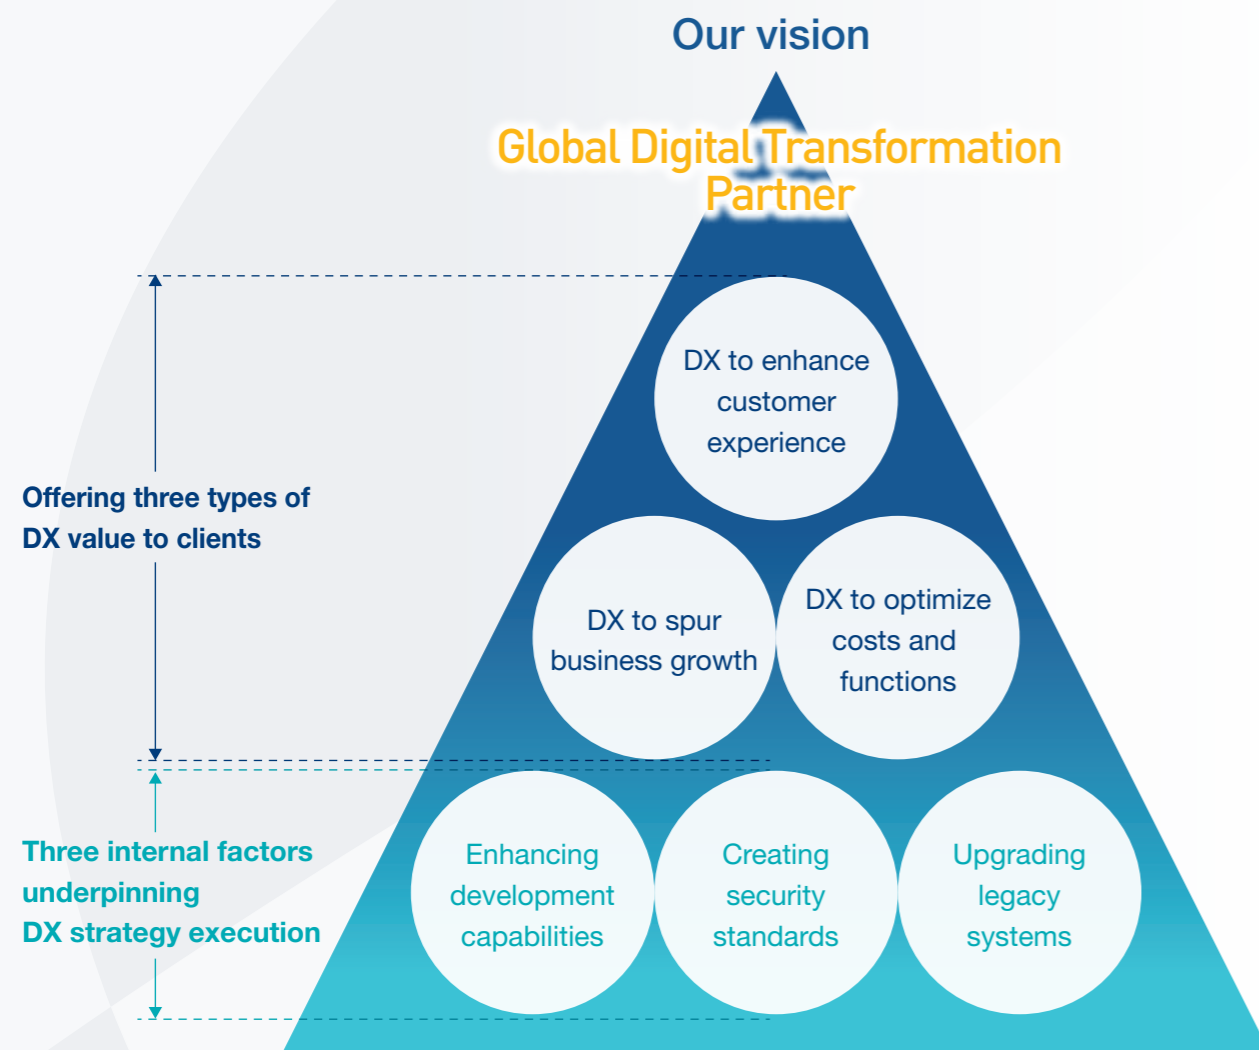 Our vision
Global Digital Transformation
Partner
DX to enhance
customer
experience
Offering three types of
DX value to clients
DX to spur
business growth
DX to optimize
costs and
functions
Three internal factors
underpinning
DX strategy execution
Enhancing
development
capabilities
Creating
security
standards
Upgrading
legacy
systems